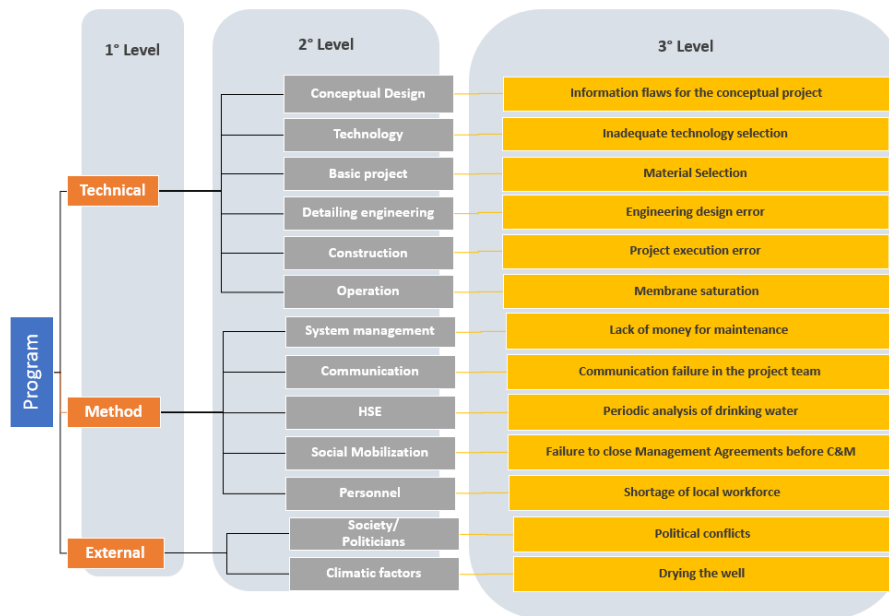 1° Level
2° Level
3° Level
Program
Technical
Conceptual Design
Information flaws for the conceptual project
Technology
Inadequate technology selection
Basic project
Material Selection
Detailing engineering
Engineering design error
Construction
Project execution error
Operation
Membrane saturation
Method
System management
Lack of money for maintenance
Communication
Communication failure in the project team
HSE
Periodic analysis of drinking water
Social Mobilization
Failure to close Management Agreements before C&M
Personnel
Shortage of local workforce
External
Society/
Politicians
Political conflicts
Climatic factors
Drying the well